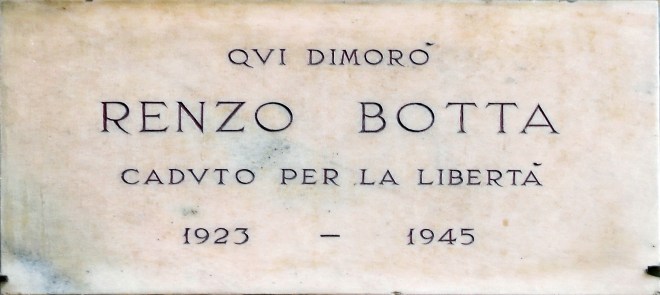 QVI DIMORÒ
RENZO BOTTA
CADVTO PER LA LIBERTÀ
1923 – 1945